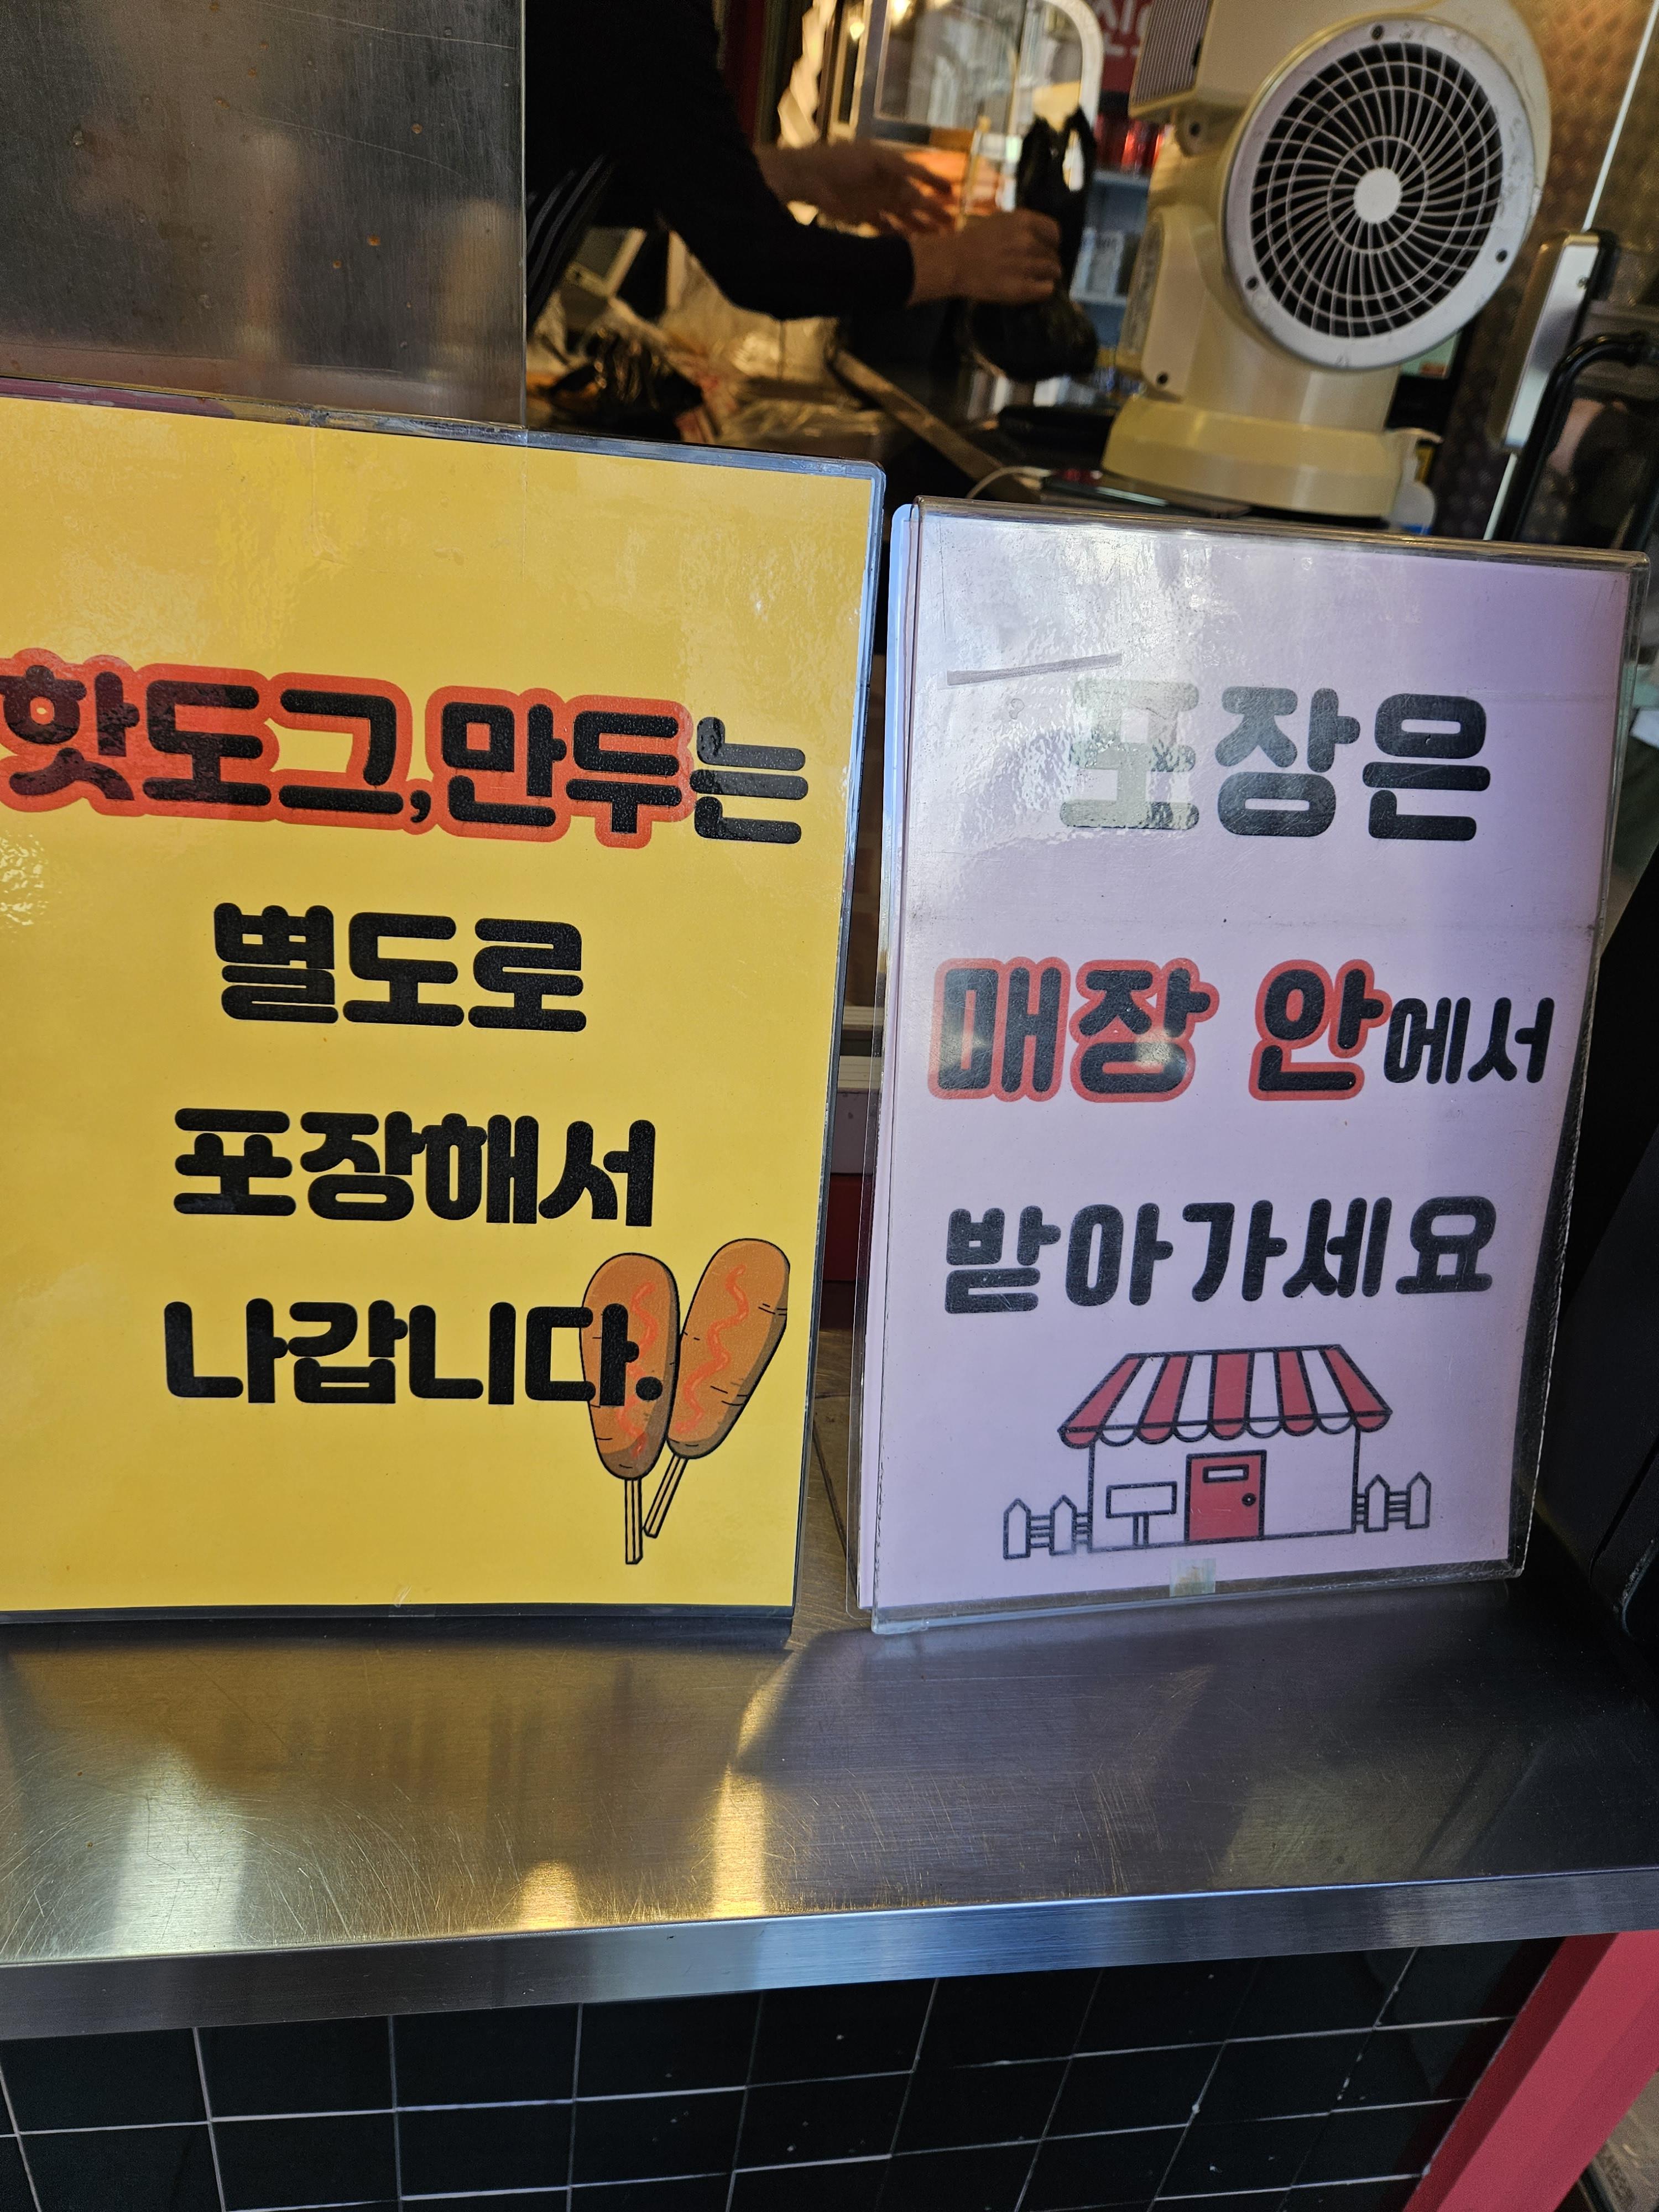 핫도그,만두는
별도로
포장해서
나갑니다.
포장은
매장 안에서
받아가세요